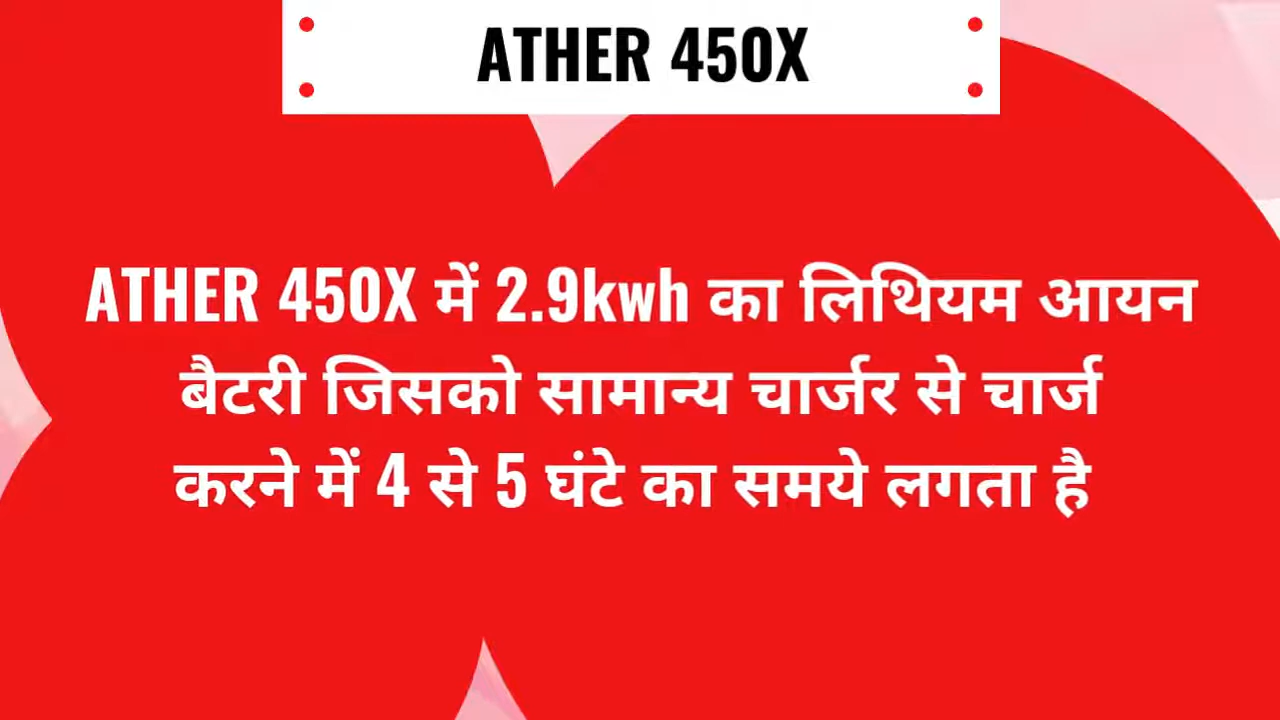 ATHER 450X
ATHER 450X में 2.9kwh का लिथियम आयन
बैटरी जिसको सामान्य चार्जर से चार्ज
करने में 4 से 5 घंटे का समये लगता है